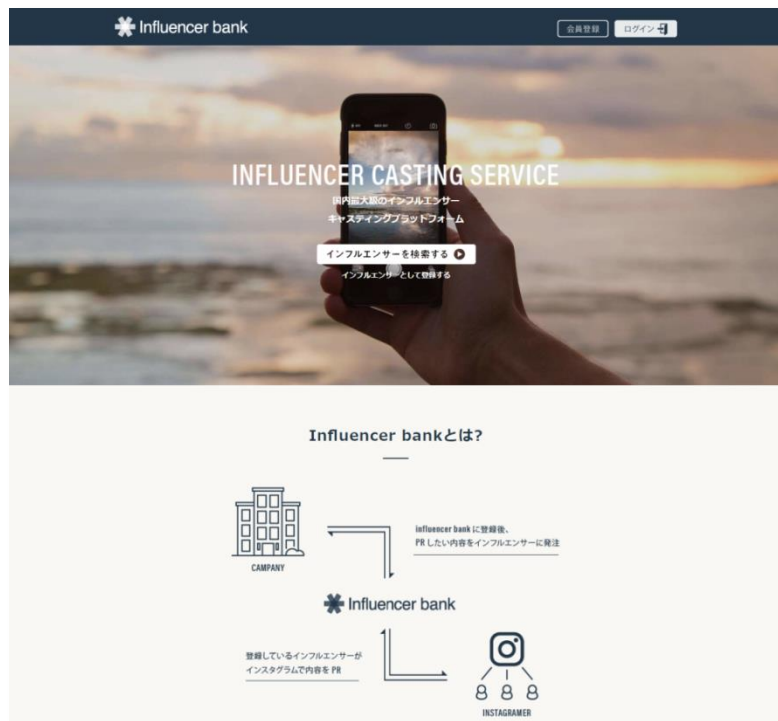 Influencer bank
会員登録 ログイン
INFLUENCER CASTING SERVICE
国内最大級のインフルエンサー
キャスティングプラットフォーム
インフルエンサーを検索する
インフルエンサーとして登録する
Influencer bankとは?
influencer bank に登録後、
PR したい内容をインフルエンサーに発注
CAMPANY
Influencer bank
登録しているインフルエンサーが
インスタグラムで内容を PR
INSTAGRAMER